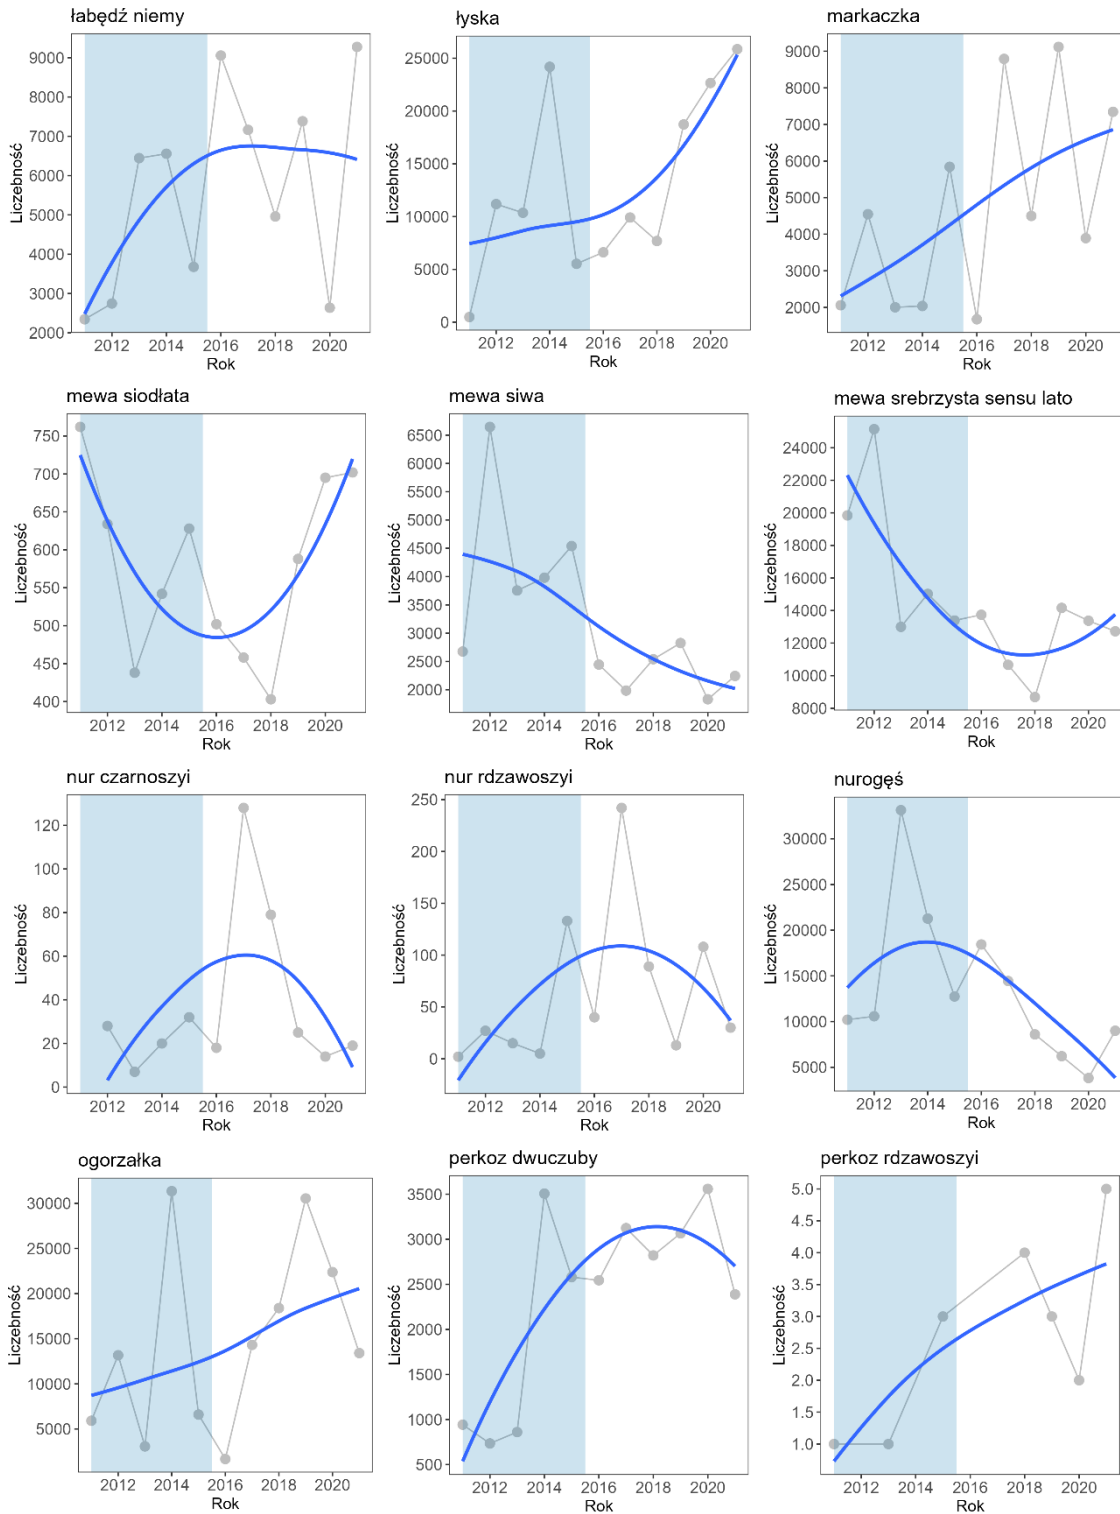 łabędź niemy
Liczebność
9000
8000
7000
6000
5000
4000
3000
2000
2012 2014 2016 2018 2020
Rok
łyska
Liczebność
25000
20000
15000
10000
5000
0
2012 2014 2016 2018 2020
Rok
markaczka
Liczebność
9000
8000
7000
6000
5000
4000
3000
2000
2012 2014 2016 2018 2020
Rok
mewa siodłata
Liczebność
750
700
650
600
550
500
450
400
2012 2014 2016 2018 2020
Rok
mewa siwa
Liczebność
6500
6000
5500
5000
4500
4000
3500
3000
2500
2000
2012 2014 2016 2018 2020
Rok
mewa srebrzysta sensu lato
Liczebność
24000
22000
20000
18000
16000
14000
12000
10000
8000
2012 2014 2016 2018 2020
Rok
nur czarnoszyi
Liczebność
120
100
80
60
40
20
0
2012 2014 2016 2018 2020
Rok
nur rdzawoszyi
Liczebność
250
200
150
100
50
0
2012 2014 2016 2018 2020
Rok
nurogęś
Liczebność
30000
25000
20000
15000
10000
5000
2012 2014 2016 2018 2020
Rok
ogorzałka
Liczebność
30000
25000
20000
15000
10000
5000
2012 2014 2016 2018 2020
Rok
perkoz dwuczuby
Liczebność
3500
3000
2500
2000
1500
1000
500
2012 2014 2016 2018 2020
Rok
perkoz rdzawoszyi
Liczebność
5.0
4.5
4.0
3.5
3.0
2.5
2.0
1.5
1.0
2012 2014 2016 2018 2020
Rok